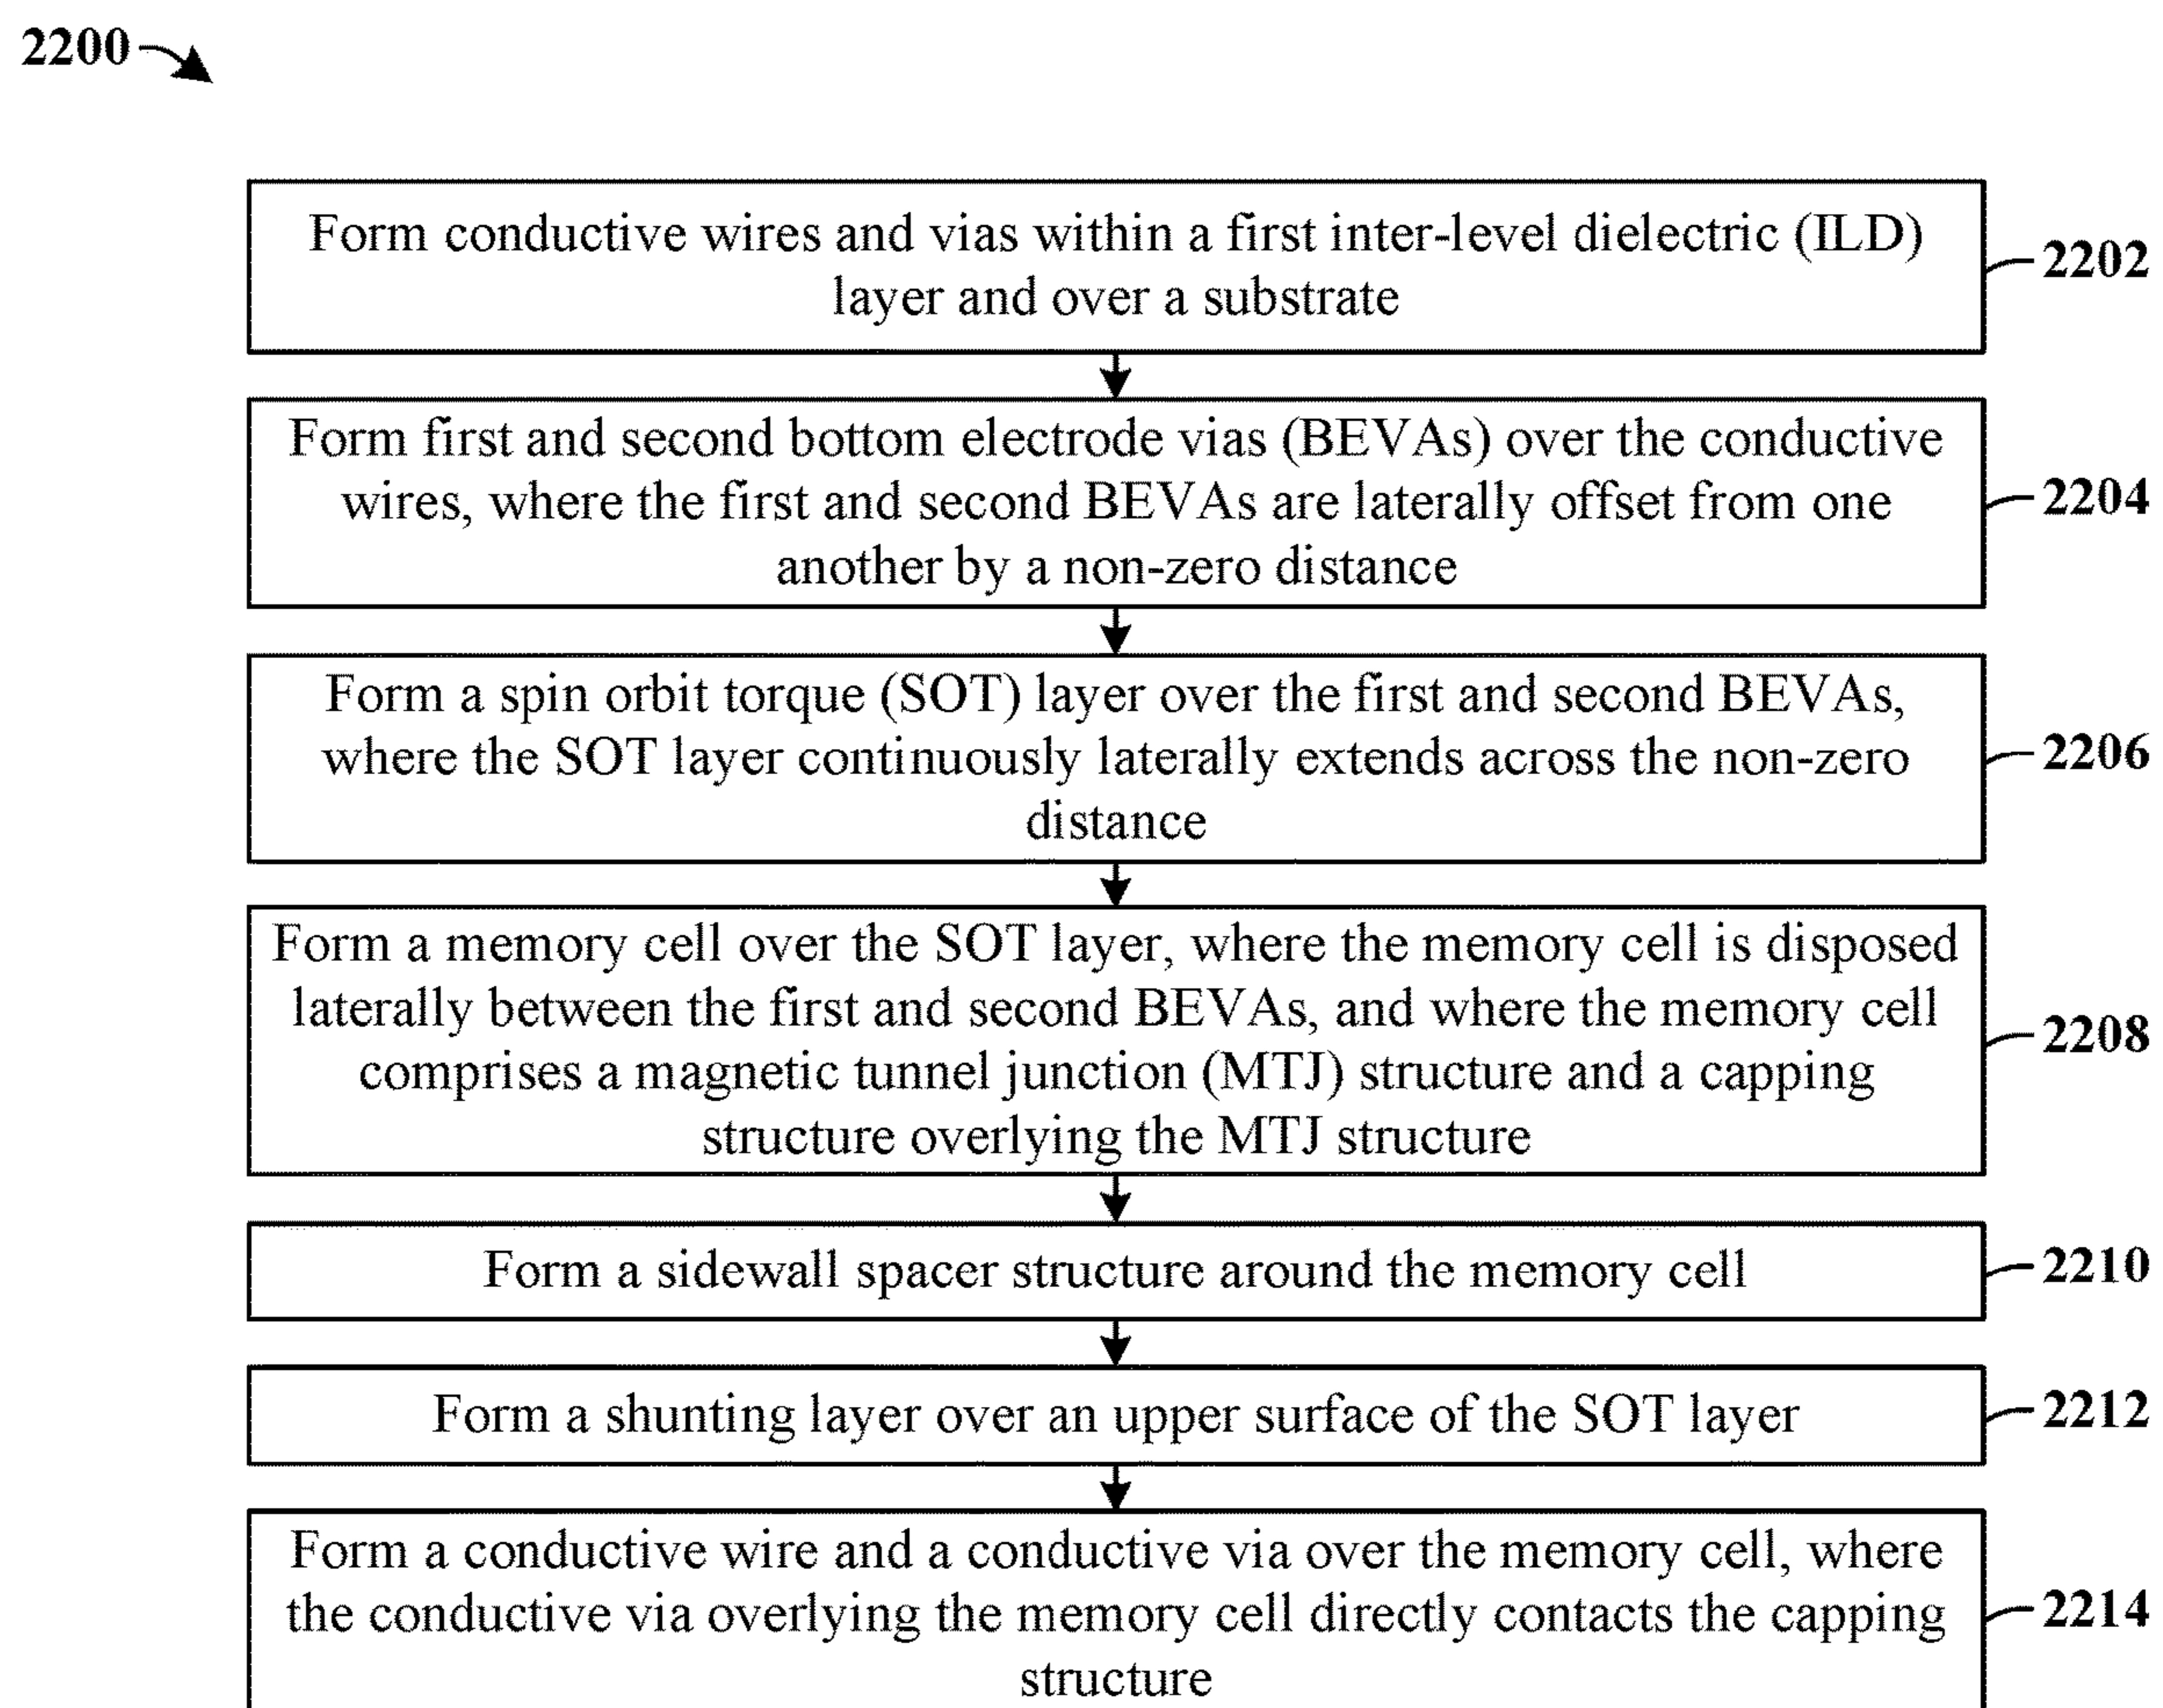 2200
Form conductive wires and vias within a first inter-level dielectric (ILD)
layer and over a substrate
2202
Form first and second bottom electrode vias (BEVAs) over the conductive
wires, where the first and second BEVAs are laterally offset from one
another by a non-zero distance
2204
Form a spin orbit torque (SOT) layer over the first and second BEVAs,
where the SOT layer continuously laterally extends across the non-zero
distance
2206
Form a memory cell over the SOT layer, where the memory cell is disposed
laterally between the first and second BEVAs, and where the memory cell
comprises a magnetic tunnel junction (MTJ) structure and a capping
structure overlying the MTJ structure
2208
Form a sidewall spacer structure around the memory cell
2210
Form a shunting layer over an upper surface of the SOT layer
2212
Form a conductive wire and a conductive via over the memory cell, where
the conductive via overlying the memory cell directly contacts the capping
structure
2214